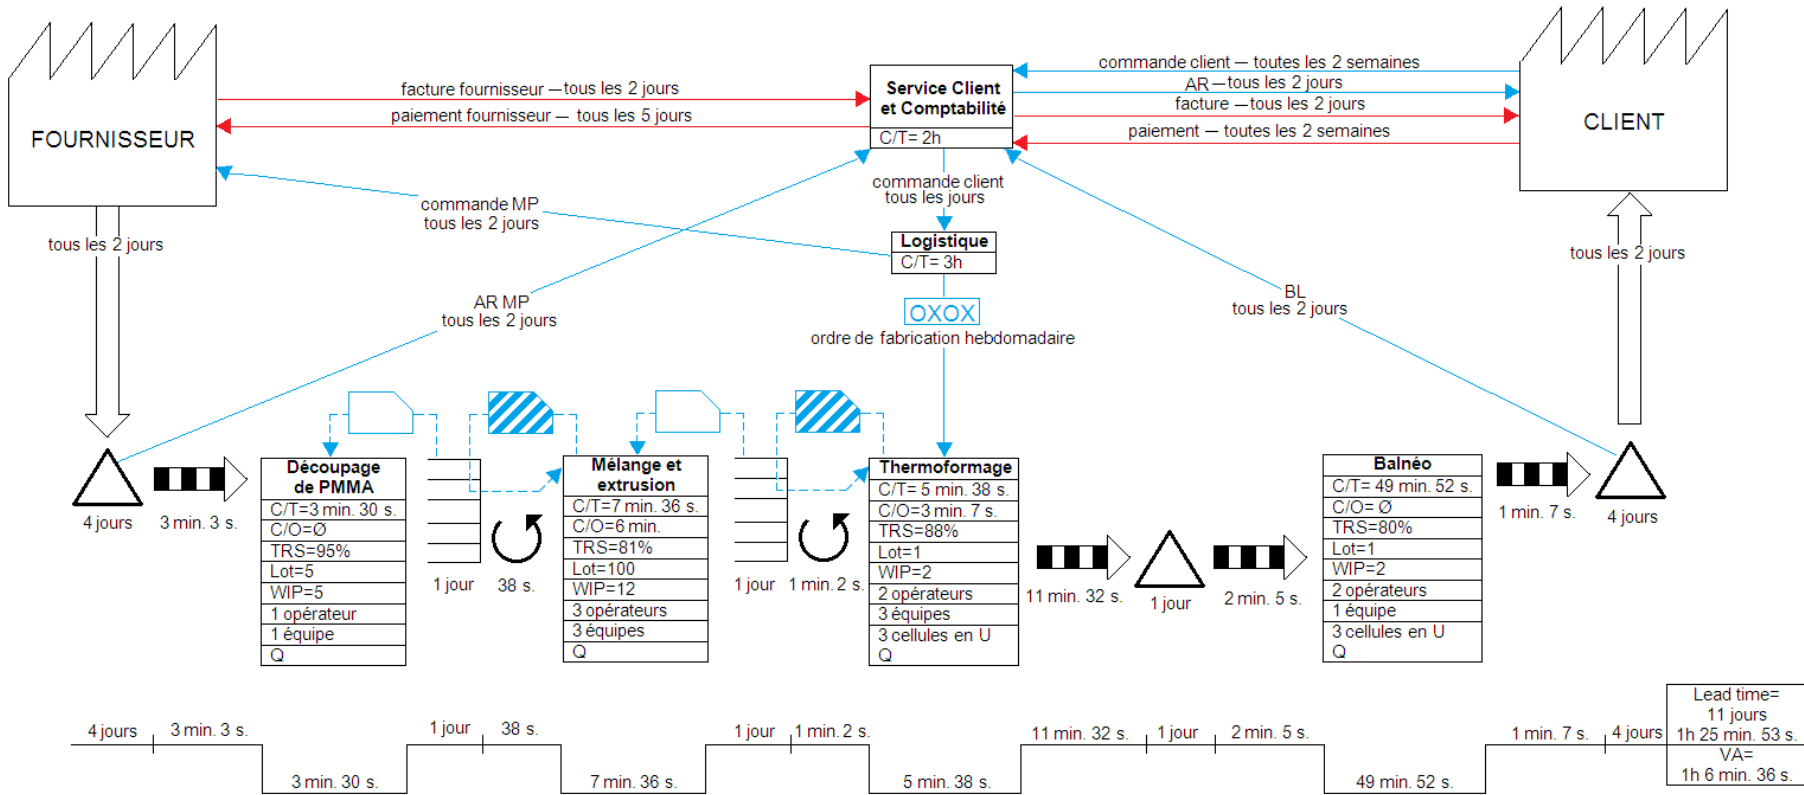 commande client — toutes les 2 semaines
AR — tous les 2 jours
facture — tous les 2 jours
paiement — toutes les 2 semaines
facture fournisseur — tous les 2 jours
paiement fournisseur — tous les 5 jours
FOURNISSEUR
Service Client
et Comptabilité
C/T= 2h
CLIENT
commande client
tous les jours
commande MP
tous les 2 jours
Logistique
C/T= 3h
tous les 2 jours
tous les 2 jours
AR MP
tous les 2 jours
BL
tous les 2 jours
OXOX
ordre de fabrication hebdomadaire
4 jours
3 min. 3 s.
Découpage
de PMMA
C/T=3 min. 30 s.
C/O=Ø
TRS=95%
Lot=5
WIP=5
1 opérateur
1 équipe
Q
1 jour
38 s.
Mélange et
extrusion
C/T=7 min. 36 s.
C/O=6 min.
TRS=81%
Lot=100
WIP=12
3 opérateurs
3 équipes
Q
1 jour
1 min. 2 s.
Thermoformage
C/T= 5 min. 38 s.
C/O=3 min. 7 s.
TRS=88%
Lot=1
WIP=2
2 opérateurs
3 équipes
3 cellules en U
Q
11 min. 32 s.
1 jour
2 min. 5 s.
Balnéo
C/T= 49 min. 52 s.
C/O= Ø
TRS=80%
Lot=1
WIP=2
2 opérateurs
1 équipe
3 cellules en U
Q
1 min. 7 s.
4 jours
4 jours
3 min. 3 s.
3 min. 30 s.
1 jour
38 s.
7 min. 36 s.
1 jour
1 min. 2 s.
5 min. 38 s.
11 min. 32 s.
1 jour
2 min. 5 s.
49 min. 52 s.
1 min. 7 s.
4 jours
Lead time=
11 jours
1h 25 min. 53 s.
VA=
1h 6 min. 36 s.